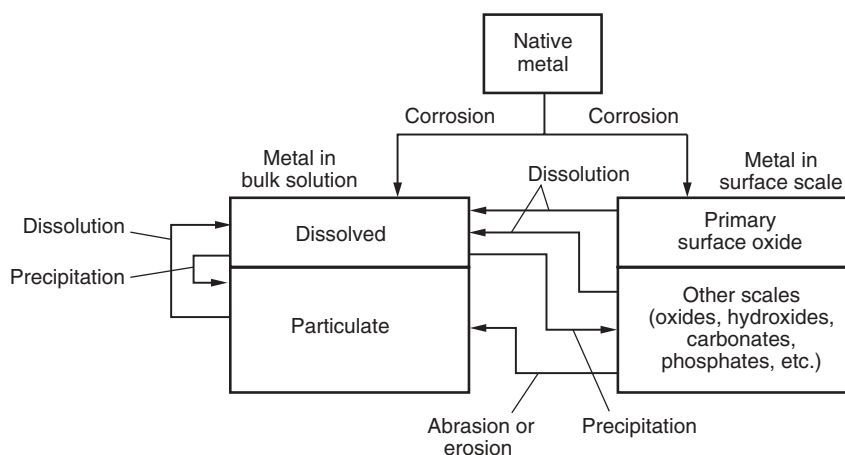 Native
metal
Corrosion
Corrosion
Metal in
bulk solution
Metal in
surface scale
Dissolution
Dissolution
Precipitation
Dissolved
Primary
surface oxide
Particulate
Other scales
(oxides, hydroxides,
carbonates,
phosphates, etc.)
Abrasion or
erosion
Precipitation